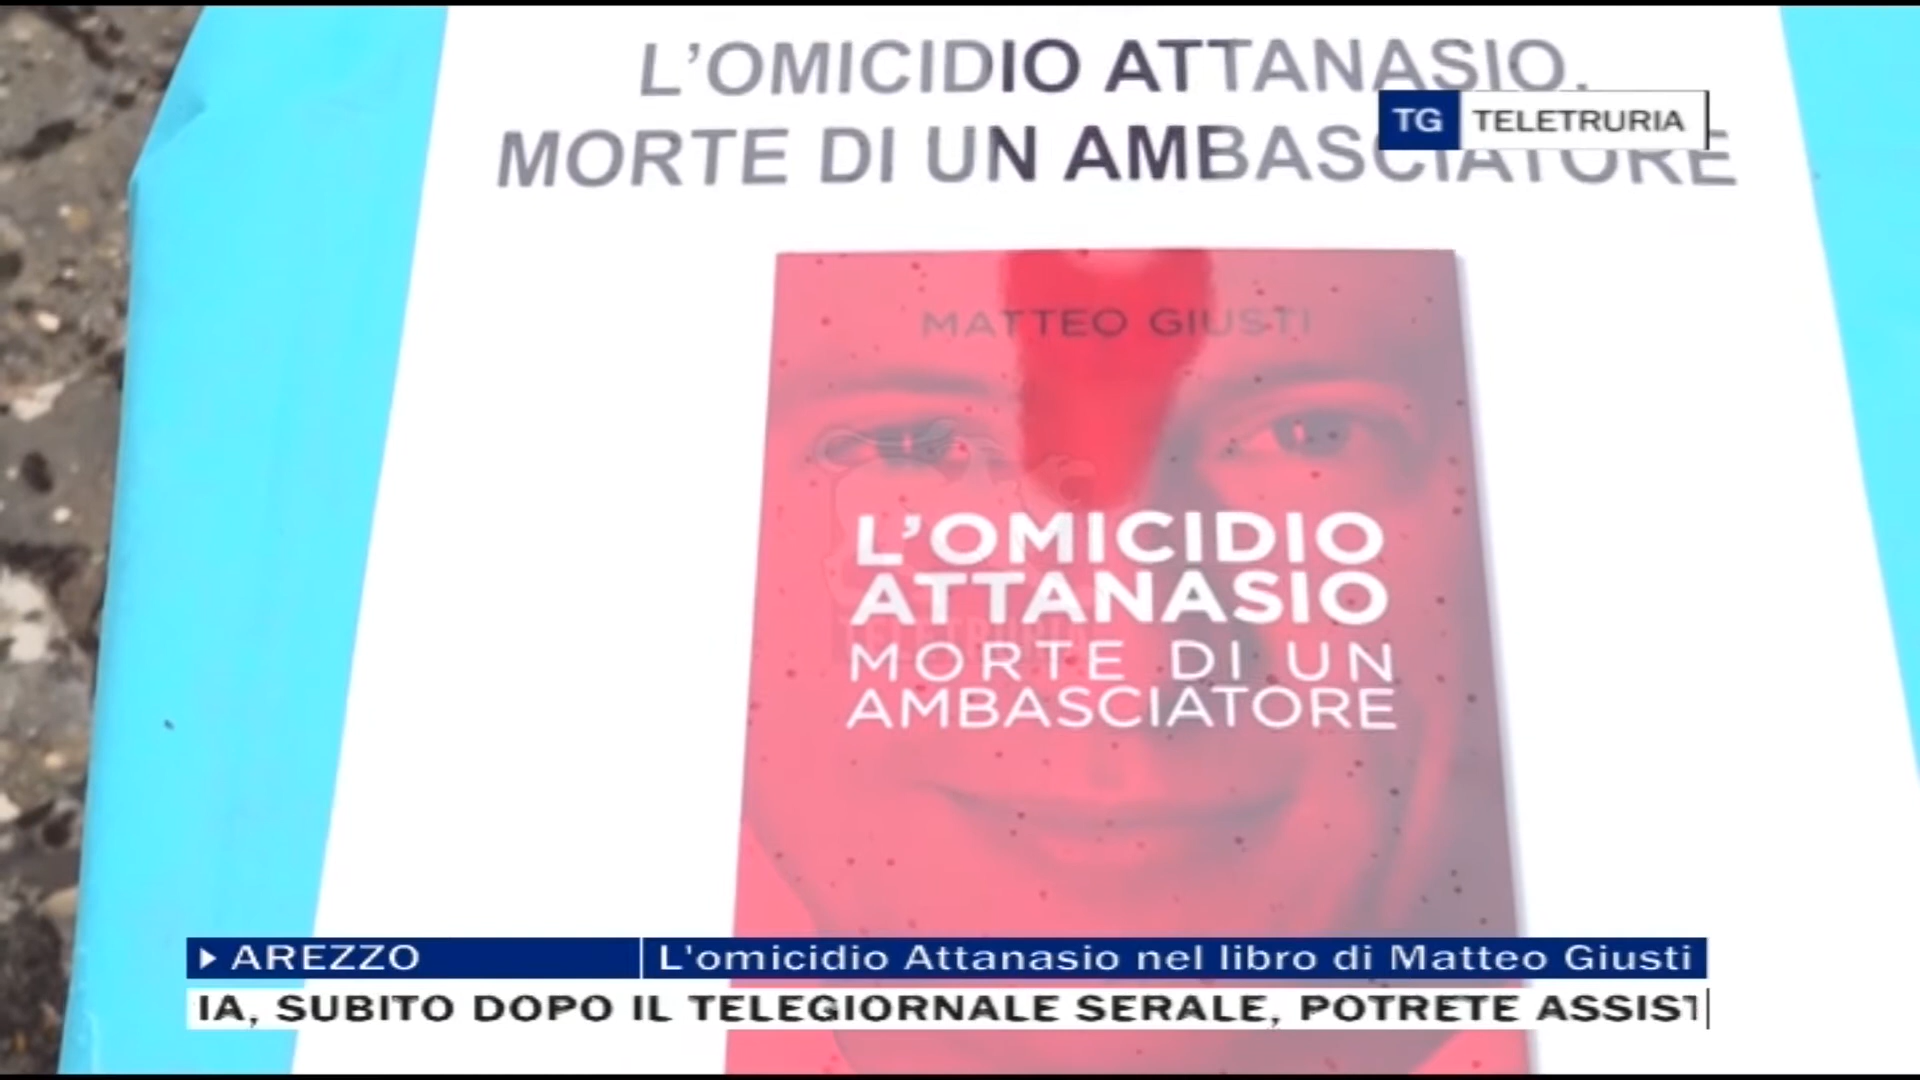 L'OMICIDIO ATTANASIO.
MORTE DI UN AMBASCIATORE
TG TELETRURIA
MATTEO GIUSTI
L'OMICIDIO
ATTANASIO
MORTE DI UN
AMBASCIATORE
TELETRURIA
AREZZO L'omicidio Attanasio nel libro di Matteo Giusti
IA, SUBITO DOPO IL TELEGIORNALE SERALE, POTRETE ASSIST